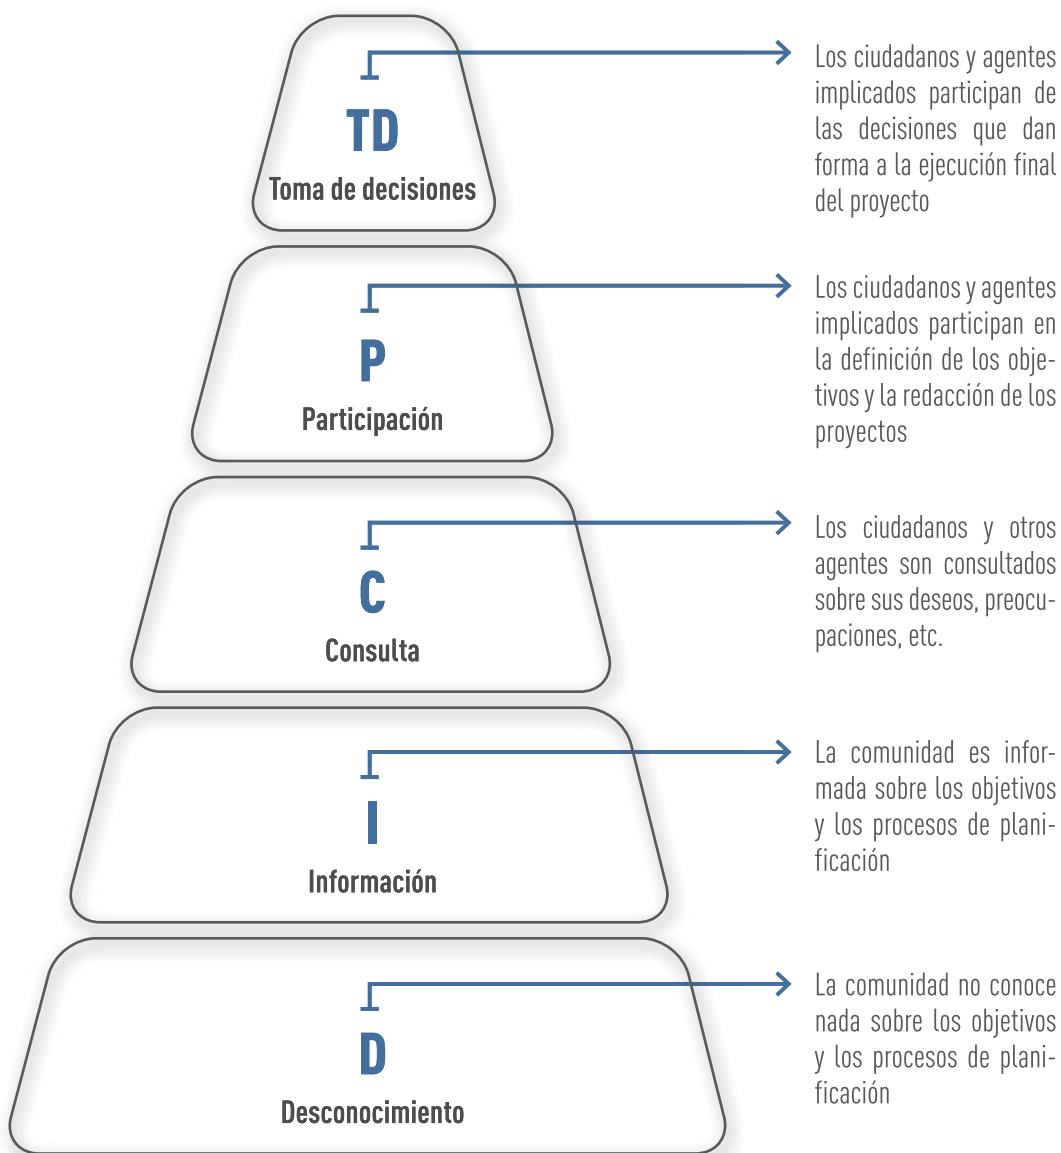 TD
Toma de decisiones
Los ciudadanos y agentes
implicados participan de
las decisiones que dan
forma a la ejecución final
del proyecto
P
Participación
Los ciudadanos y agentes
implicados participan en
la definición de los obje-
tivos y la redacción de los
proyectos
C
Consulta
Los ciudadanos y otros
agentes son consultados
sobre sus deseos, preocu-
paciones, etc.
I
Información
La comunidad es infor-
mada sobre los objetivos
y los procesos de plani-
ficación
D
Desconocimiento
La comunidad no conoce
nada sobre los objetivos
y los procesos de plani-
ficación